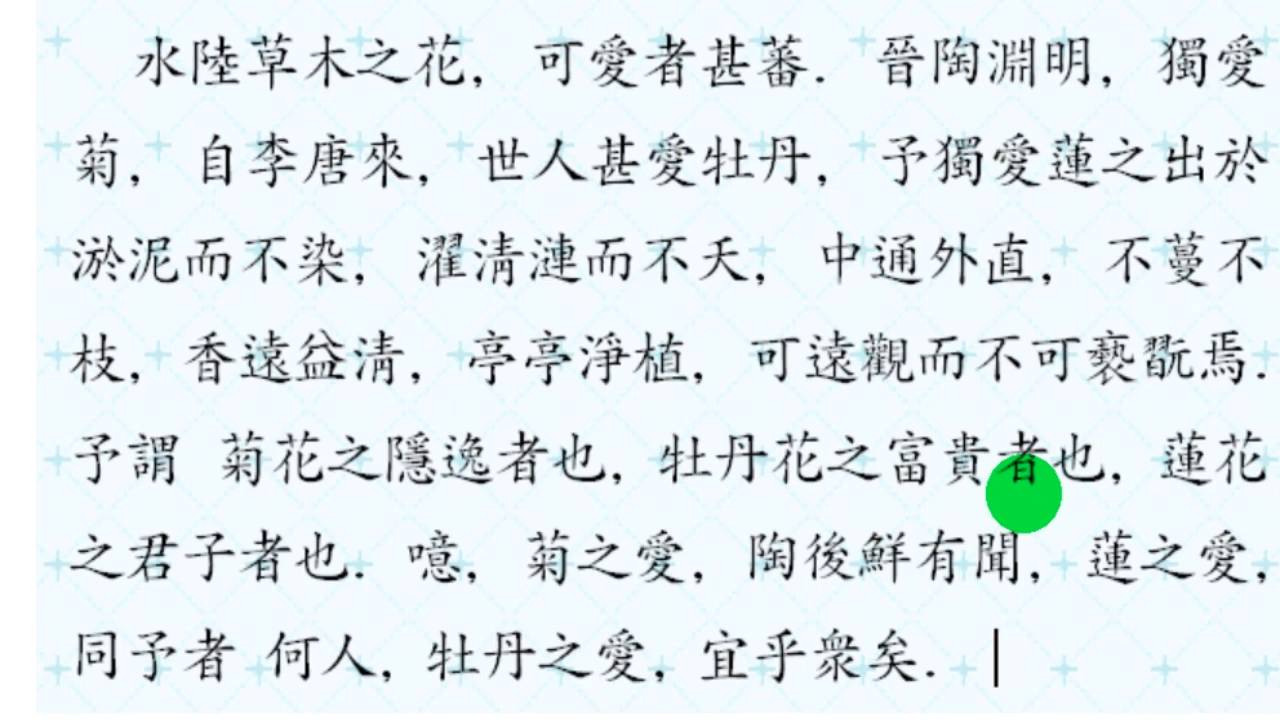 水陸草木之花, 可愛者甚蕃. 晉陶淵明, 獨愛
菊, 自李唐來, 世人甚愛牡丹, 予獨愛蓮之出於
淤泥而不染, 濯淸漣而不夭, 中通外直, 不蔓不
枝, 香遠益淸, 亭亭淨植, 可遠觀而不可褻翫焉.
予謂 菊花之隱逸者也, 牡丹花之富貴者也, 蓮花
之君子者也. 噫, 菊之愛, 陶後鮮有聞, 蓮之愛,
同予者 何人, 牡丹之愛, 宜乎衆矣.